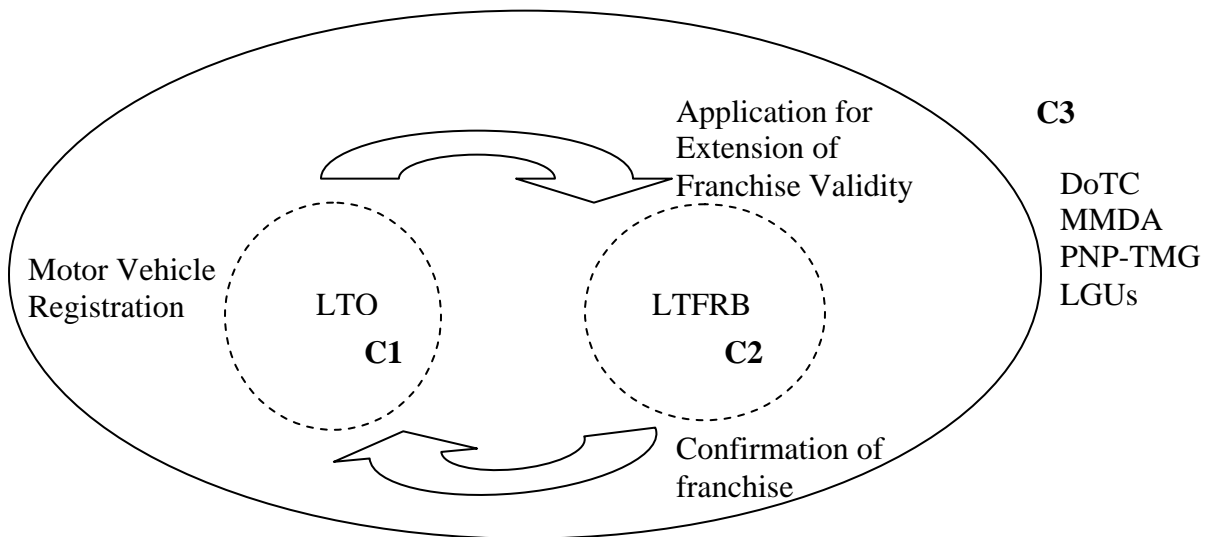 Application for
Extension of
Franchise Validity
C3
DoTC
MMDA
PNP-TMG
LGUs
Motor Vehicle
Registration
LTO
C1
LTFRB
C2
Confirmation of
franchise